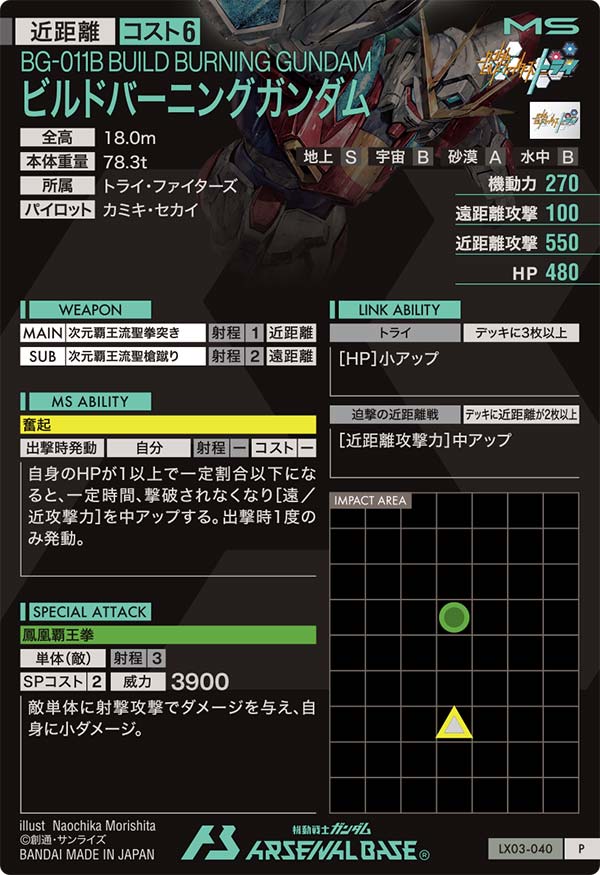 近距離 コスト6
MS
BG-011B BUILD BURNING GUNDAM
ビルドバーニングガンダム
全高 18.0m
本体重量 78.3t
所属 トライ・ファイターズ
パイロット カミキ・セカイ
地上 S 宇宙 B 砂漠 A 水中 B
機動力 270
遠距離攻撃 100
近距離攻撃 550
HP 480
WEAPON
MAIN 次元覇王流聖拳突き 射程 1 近距離
SUB 次元覇王流聖槍蹴り 射程 2 遠距離
MS ABILITY
奮起
出撃時発動 自分 射程 ー コスト ー
自身のHPが1以上で一定割合以下にな
ると、一定時間、撃破されなくなり[遠／
近攻撃力]を中アップする。出撃時1度の
み発動。
SPECIAL ATTACK
鳳凰覇王拳
単体(敵) 射程 3
SPコスト 2 威力 3900
敵単体に射撃攻撃でダメージを与え、自
身に小ダメージ。
LINK ABILITY
トライ デッキに3枚以上
[HP]小アップ
迫撃の近距離戦 デッキに近距離が2枚以上
[近距離攻撃力]中アップ
IMPACT AREA
illust Naochika Morishita
©創通・サンライズ
BANDAI MADE IN JAPAN
機動戦士ガンダム
ARSENAL BASE®
LX03-040 P